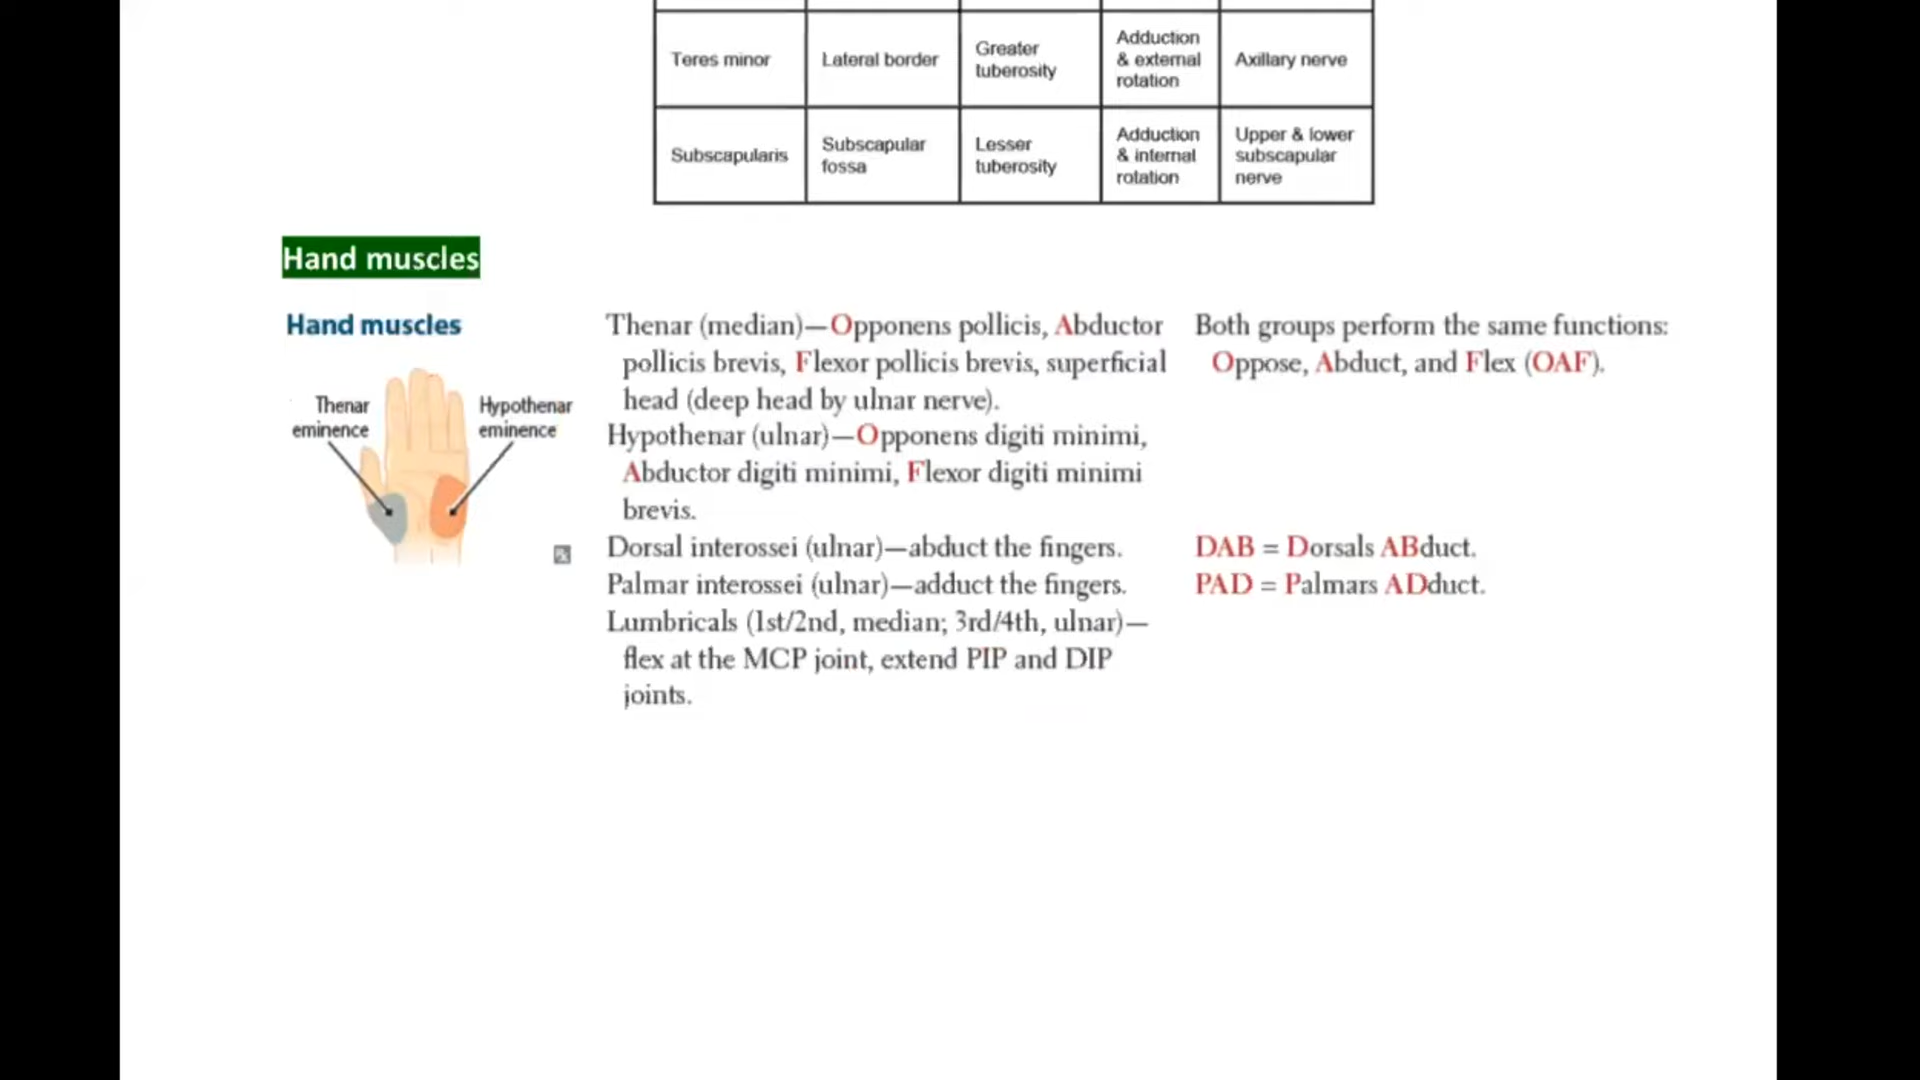 Teres minor
Lateral border
Greater
tuberosity
Adduction
& external
rotation
Axillary nerve
Subscapularis
Subscapular
fossa
Lesser
tuberosity
Adduction
& internal
rotation
Upper & lower
subscapular
nerve
Hand muscles
Hand muscles
Thenar
eminence
Hypothenar
eminence
Thenar (median)—Opponens pollicis, Abductor
pollicis brevis, Flexor pollicis brevis, superficial
head (deep head by ulnar nerve).
Hypothenar (ulnar)—Opponens digiti minimi,
Abductor digiti minimi, Flexor digiti minimi
brevis.
Dorsal interossei (ulnar)—abduct the fingers.
Palmar interossei (ulnar)—adduct the fingers.
Lumbricals (1st/2nd, median; 3rd/4th, ulnar)—
flex at the MCP joint, extend PIP and DIP
joints.
Both groups perform the same functions:
Oppose, Abduct, and Flex (OAF).
DAB = Dorsals ABduct.
PAD = Palmars ADduct.